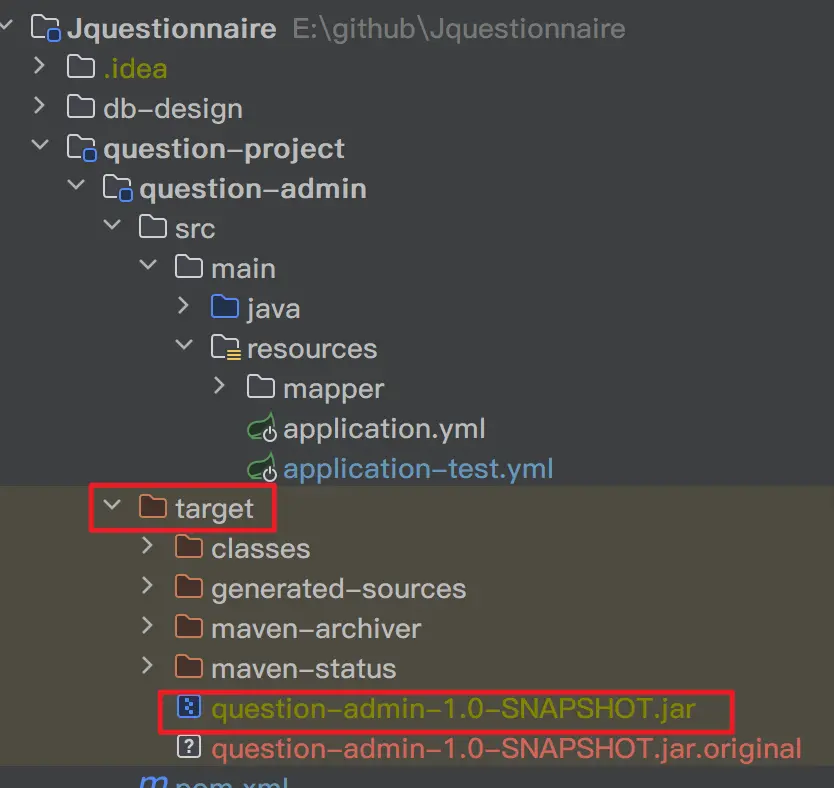 Jquestionnaire E:\github\Jquestionnaire
.idea
db-design
question-project
question-admin
src
main
java
resources
mapper
application.yml
application-test.yml
target
classes
generated-sources
maven-archiver
maven-status
question-admin-1.0-SNAPSHOT.jar
question-admin-1.0-SNAPSHOT.jar.original
pom.xml